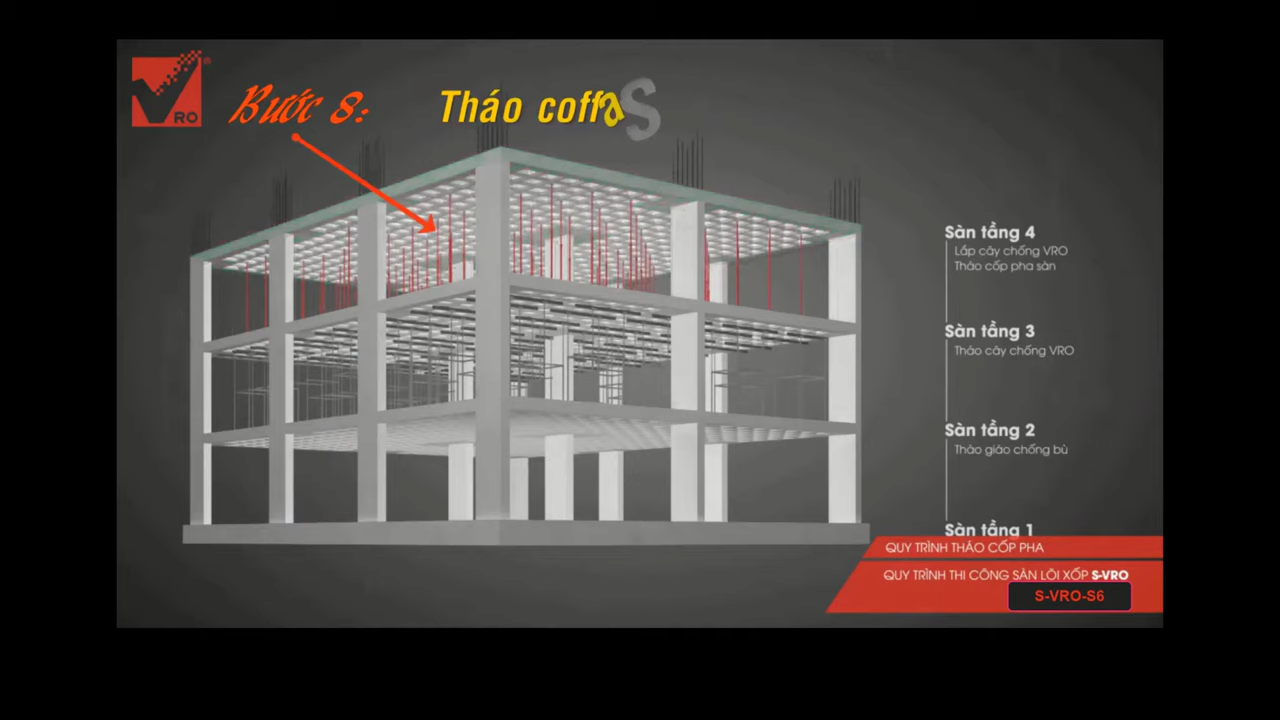 VRO®
Bước 8:
Tháo coffas
Sàn tầng 4
Lắp cây chống VRO
Tháo cốp pha sàn
Sàn tầng 3
Tháo cây chống VRO
Sàn tầng 2
Tháo giáo chống bù
Sàn tầng 1
QUY TRÌNH THÁO CỐP PHA
QUY TRÌNH THI CÔNG SÀN LÕI XỐP S-VRO
S-VRO-S6